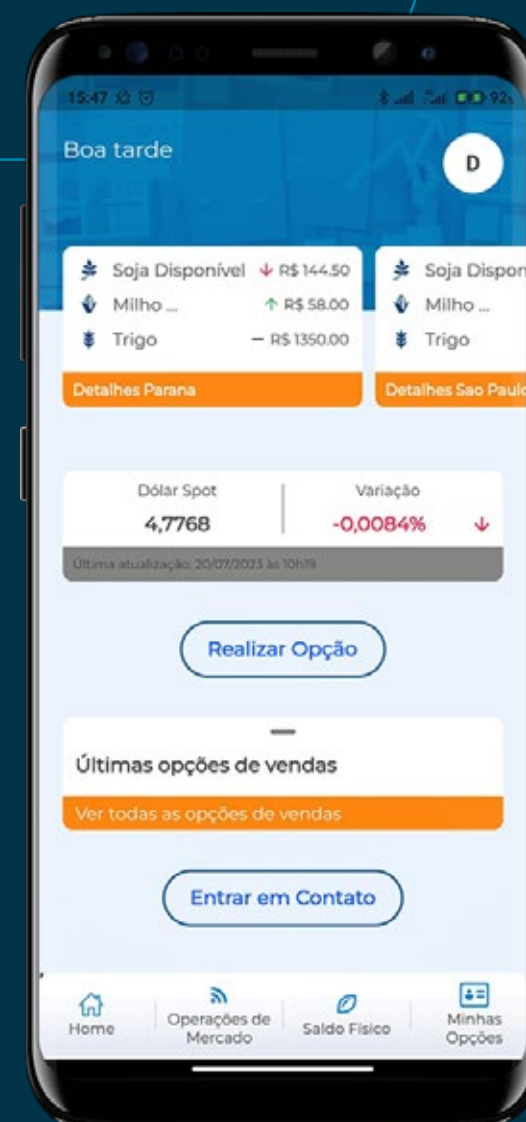 15:47
92%
Boa tarde
D
Soja Disponível ↓ R$ 144.50
Milho ... ↑ R$ 58.00
Trigo – R$ 1350.00
Detalhes Parana
Soja Dispon
Milho ...
Trigo
Detalhes Sao Paulo
Dólar Spot
4,7768
Variação
-0,0084% ↓
Última atualização: 20/07/2023 às 10h19
Realizar Opção
Últimas opções de vendas
Ver todas as opções de vendas
Entrar em Contato
Home
Operações de
Mercado
Saldo Físico
Minhas
Opções